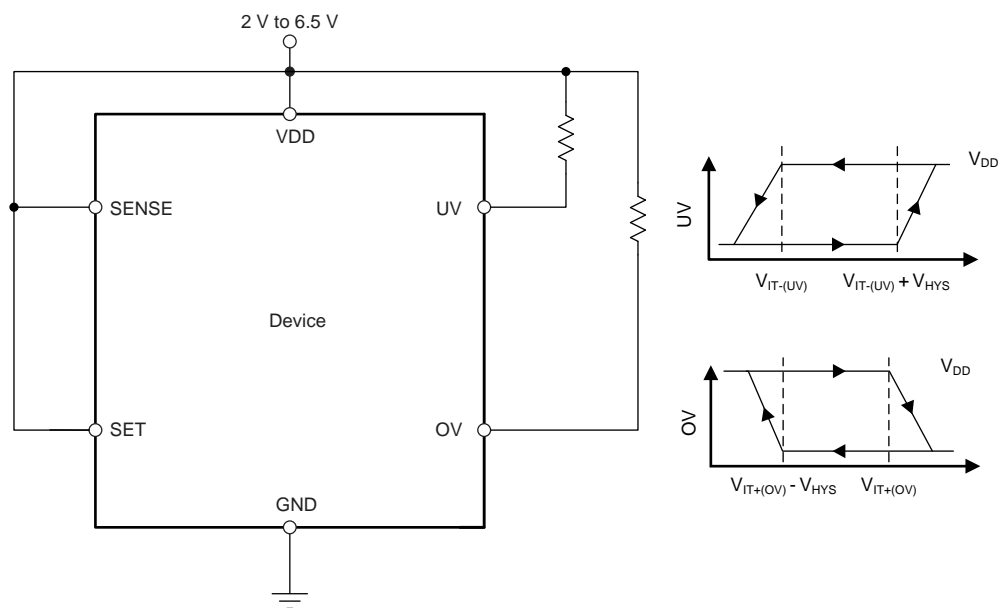 2 V to 6.5 V
VDD
SENSE
UV
Device
SET
OV
GND
UV
V_DD
V_IT-(UV)
V_IT-(UV) + V_HYS
OV
V_DD
V_IT+(OV) - V_HYS
V_IT+(OV)